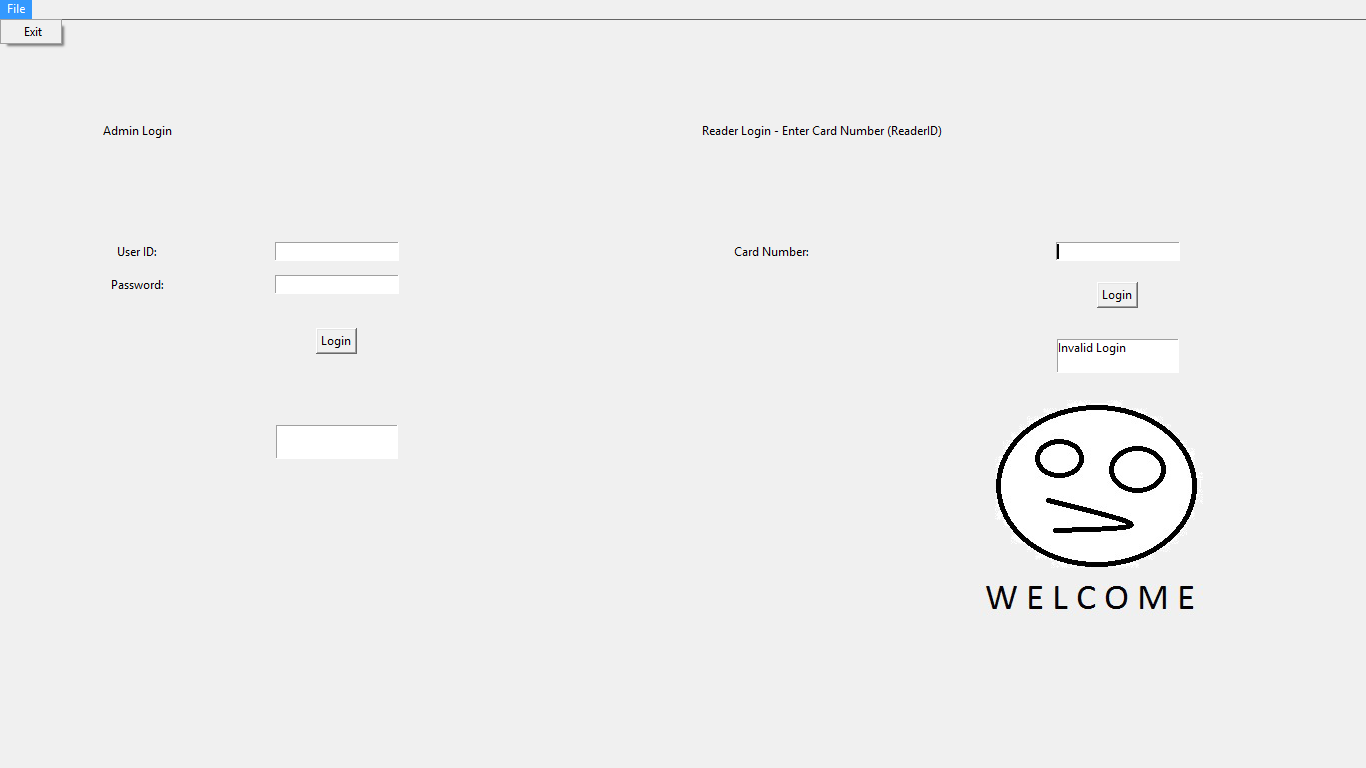 File
Exit
Admin Login
Reader Login - Enter Card Number (ReaderID)
User ID:
Card Number:
Password:
Login
Login
Invalid Login
WELCOME